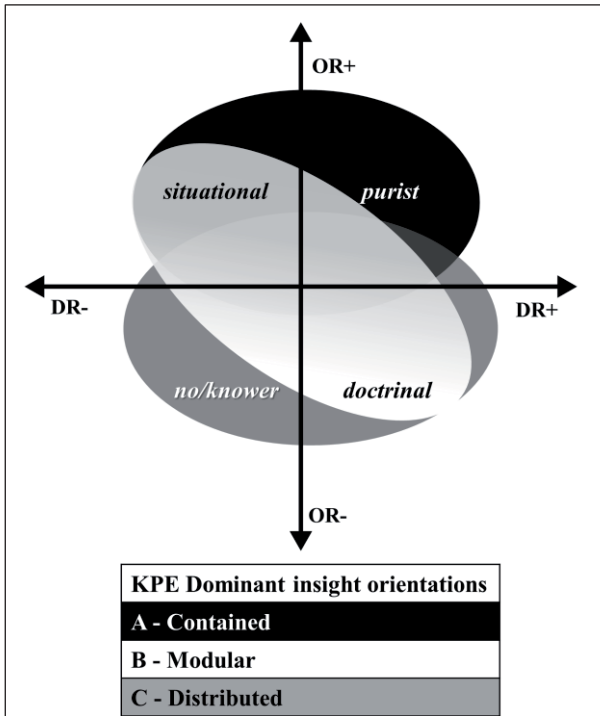 OR+
situational purist
DR- DR+
no/knower doctrinal
OR-
KPE Dominant insight orientations
A - Contained
B - Modular
C - Distributed